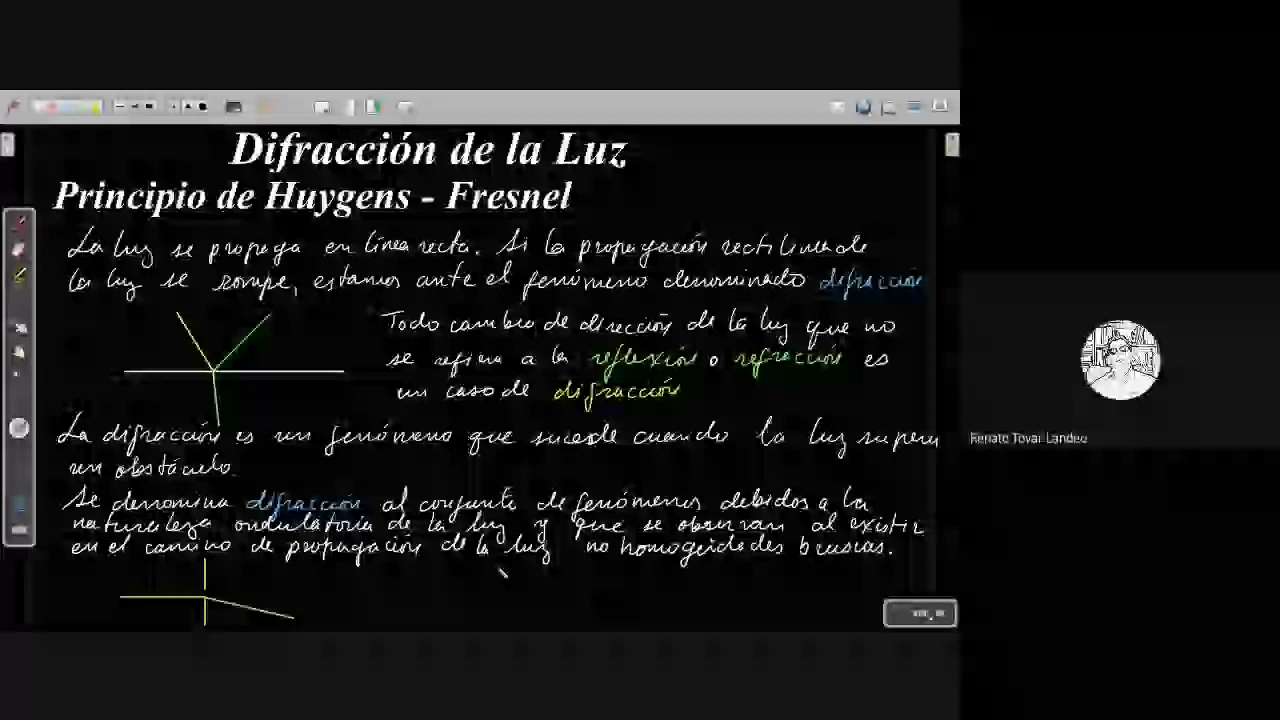 Difracción de la Luz
Principio de Huygens - Fresnel
La luz se propaga en línea recta. Si la propagación rectilínea de
la luz se rompe, estamos ante el fenómeno denominado difracción
Todo cambio de dirección de la luz que no
se refiera a la reflexión o refracción es
un caso de difracción
La difracción es un fenómeno que sucede cuando la luz supera
un obstáculo.
Se denomina difracción al conjunto de fenómenos debidos a la
naturaleza ondulatoria de la luz y que se observan al existir
en el camino de propagación de la luz no homogeidades bruscas.
Renato Tovar Landeo